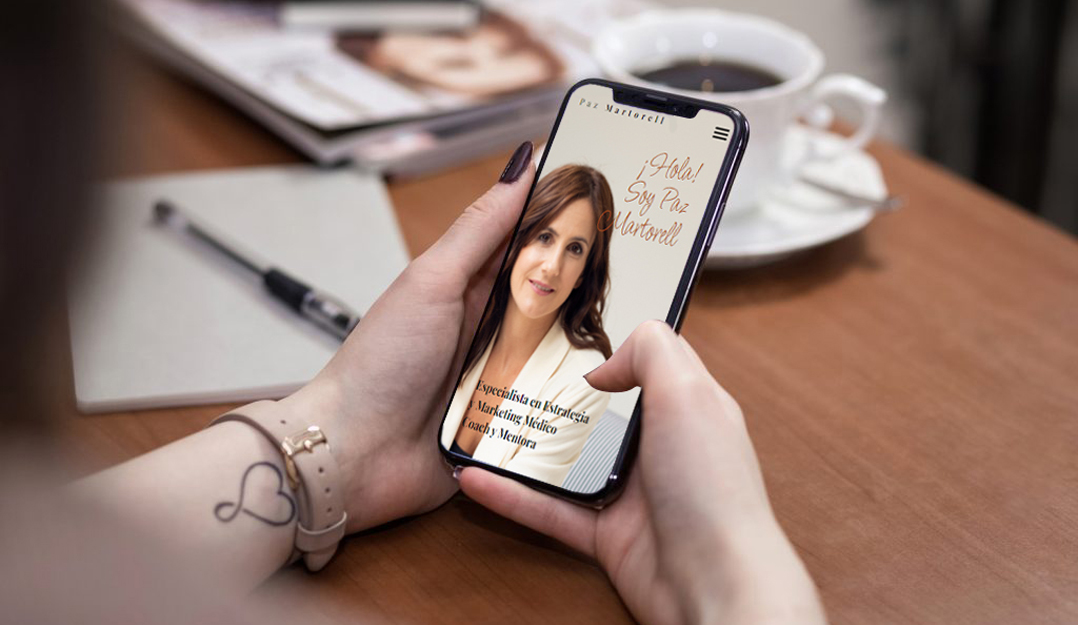 Paz Martorell
¡Hola!
Soy Paz
Martorell
Especialista en Estrategia
y Marketing Médico
Coach y Mentora